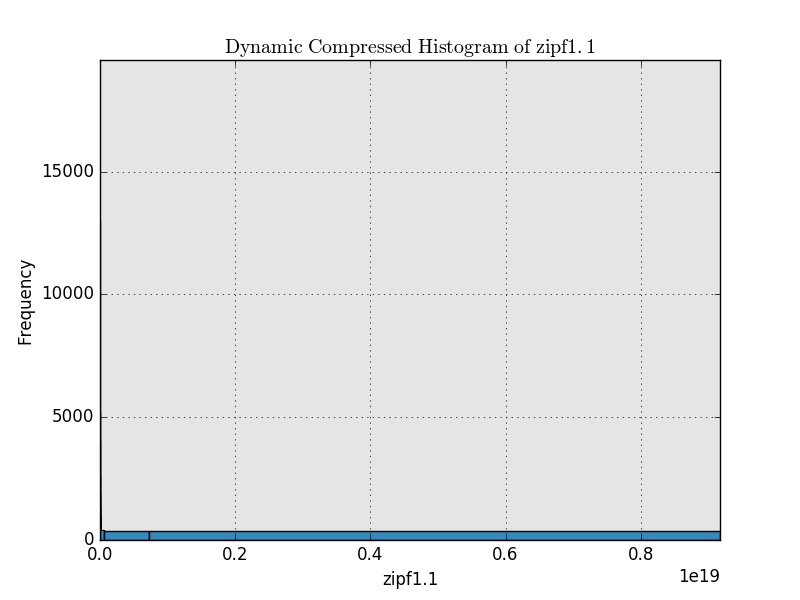 Dynamic Compressed Histogram of zipf1.1
15000
10000
5000
0
Frequency
0.0 0.2 0.4 0.6 0.8
1e19
zipf1.1